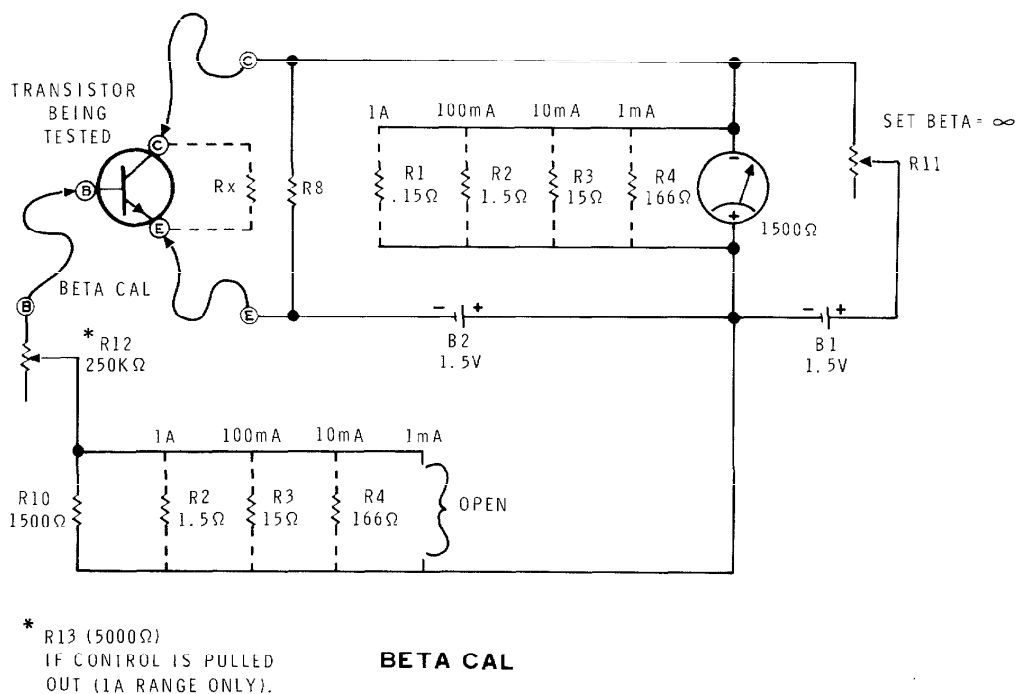 C
TRANSISTOR
BEING
TESTED
C
B
E
Rx
R8
1A 100mA 10mA 1mA
R1
.15Ω
R2
1.5Ω
R3
15Ω
R4
166Ω
-
+
1500Ω
SET BETA = ∞
R11
BETA CAL
B
E
* R12
250KΩ
- +
B2
1.5V
- +
B1
1.5V
1A 100mA 10mA 1mA
R10
1500Ω
R2
1.5Ω
R3
15Ω
R4
166Ω
OPEN
* R13 (5000Ω)
IF CONTROL IS PULLED
OUT (1A RANGE ONLY).
BETA CAL